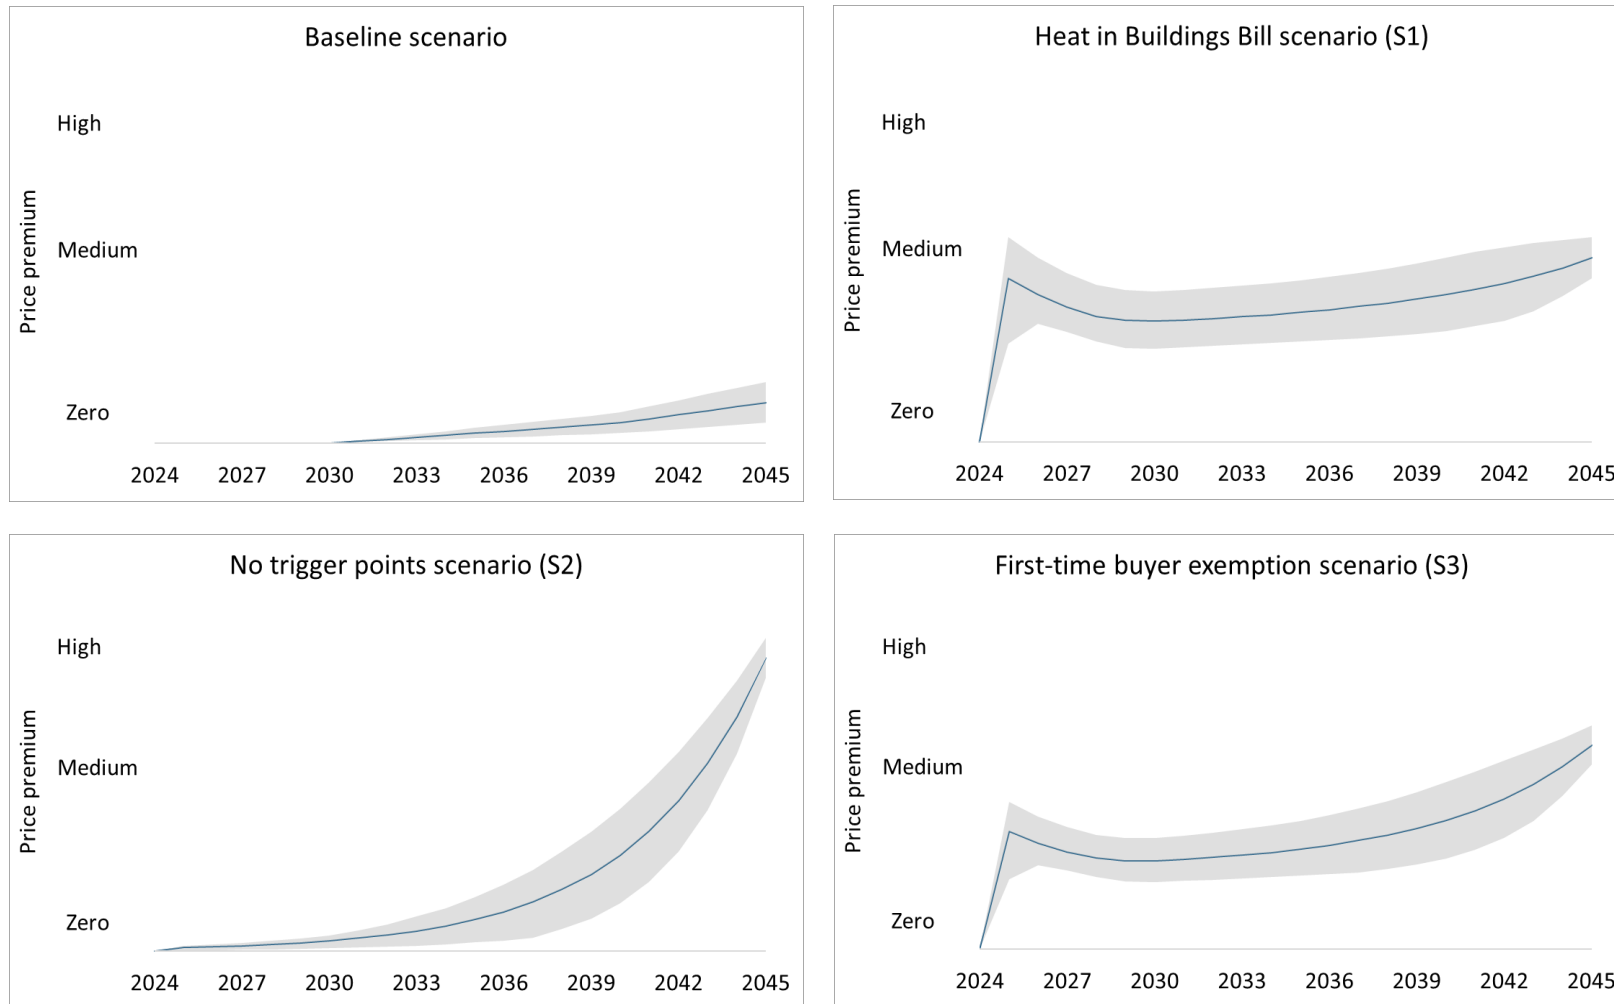 Baseline scenario
High
Medium
Zero
Price premium
2024 2027 2030 2033 2036 2039 2042 2045
Heat in Buildings Bill scenario (S1)
High
Medium
Zero
Price premium
2024 2027 2030 2033 2036 2039 2042 2045
No trigger points scenario (S2)
High
Medium
Zero
Price premium
2024 2027 2030 2033 2036 2039 2042 2045
First-time buyer exemption scenario (S3)
High
Medium
Zero
Price premium
2024 2027 2030 2033 2036 2039 2042 2045